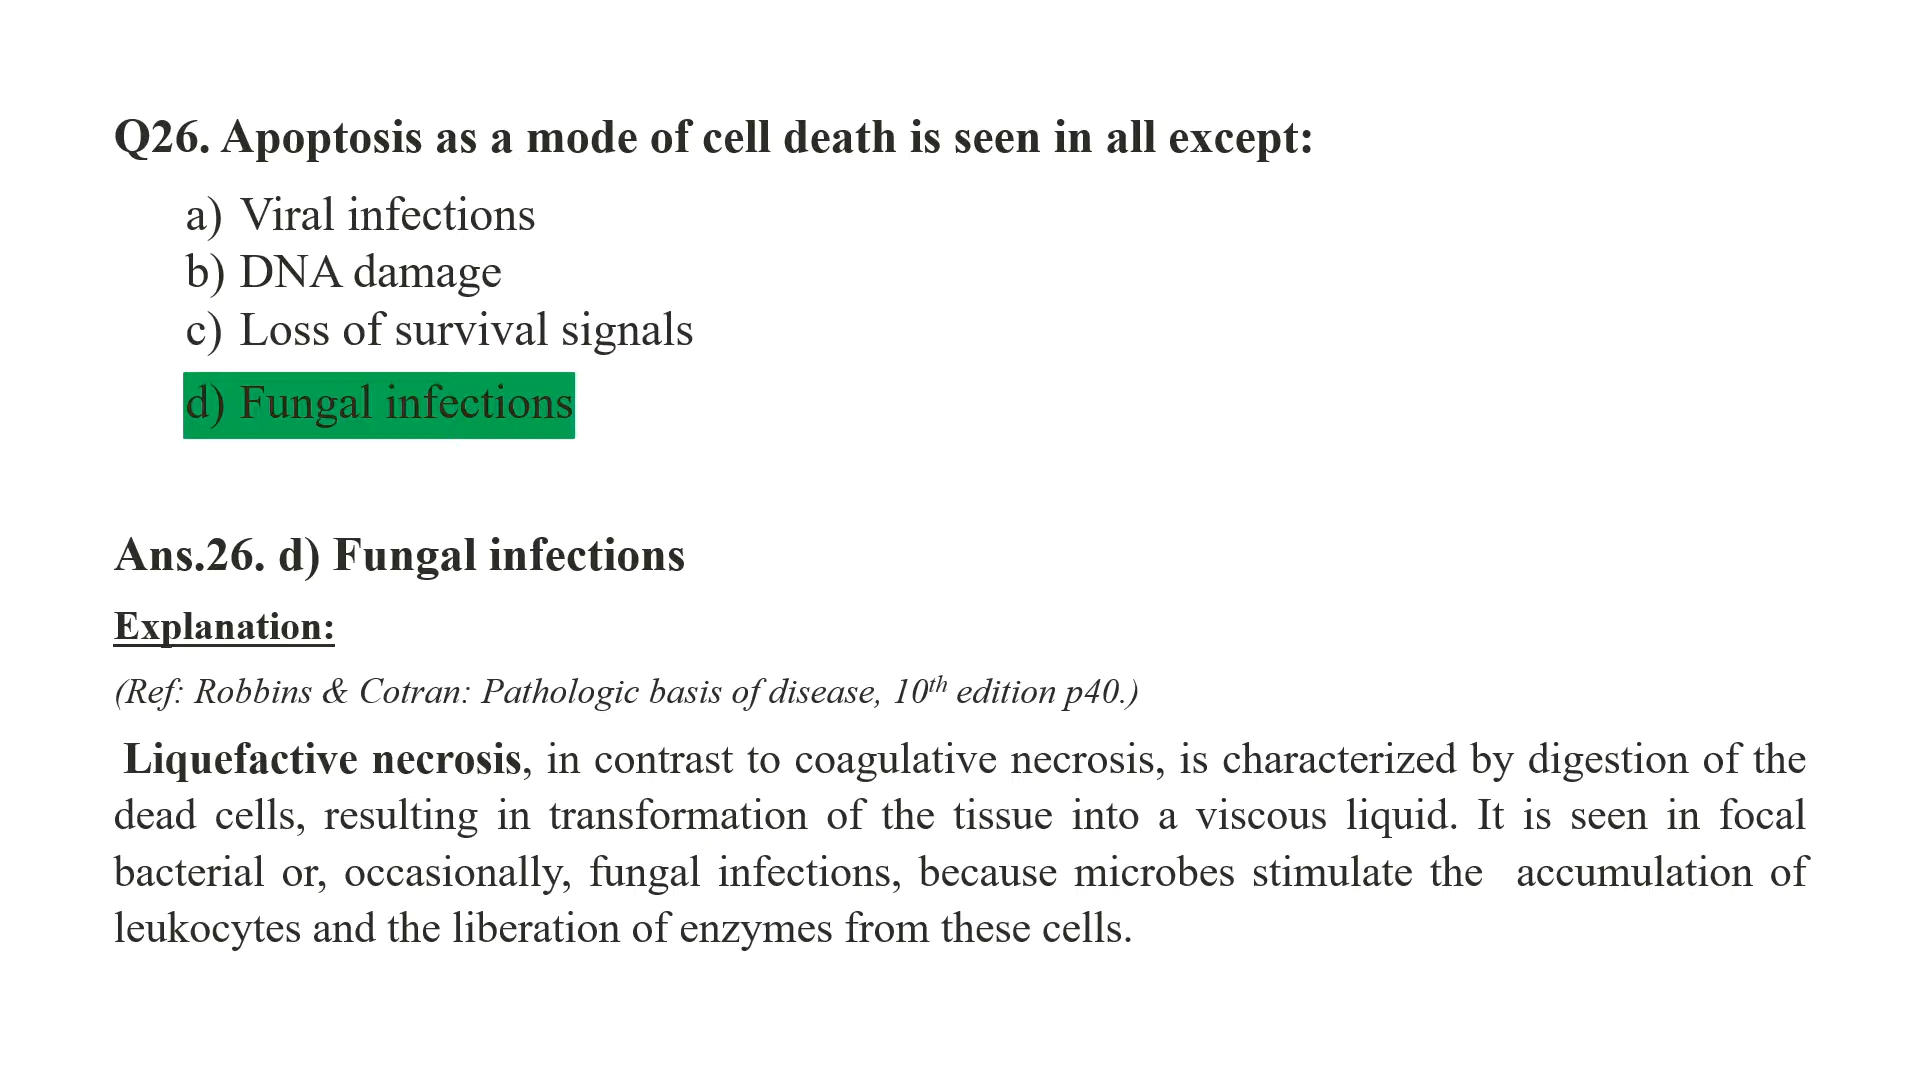 Q26. Apoptosis as a mode of cell death is seen in all except:
a) Viral infections
b) DNA damage
c) Loss of survival signals
d) Fungal infections
Ans.26. d) Fungal infections
Explanation:
(Ref: Robbins & Cotran: Pathologic basis of disease, 10th edition p40.)
Liquefactive necrosis, in contrast to coagulative necrosis, is characterized by digestion of the
dead cells, resulting in transformation of the tissue into a viscous liquid. It is seen in focal
bacterial or, occasionally, fungal infections, because microbes stimulate the accumulation of
leukocytes and the liberation of enzymes from these cells.